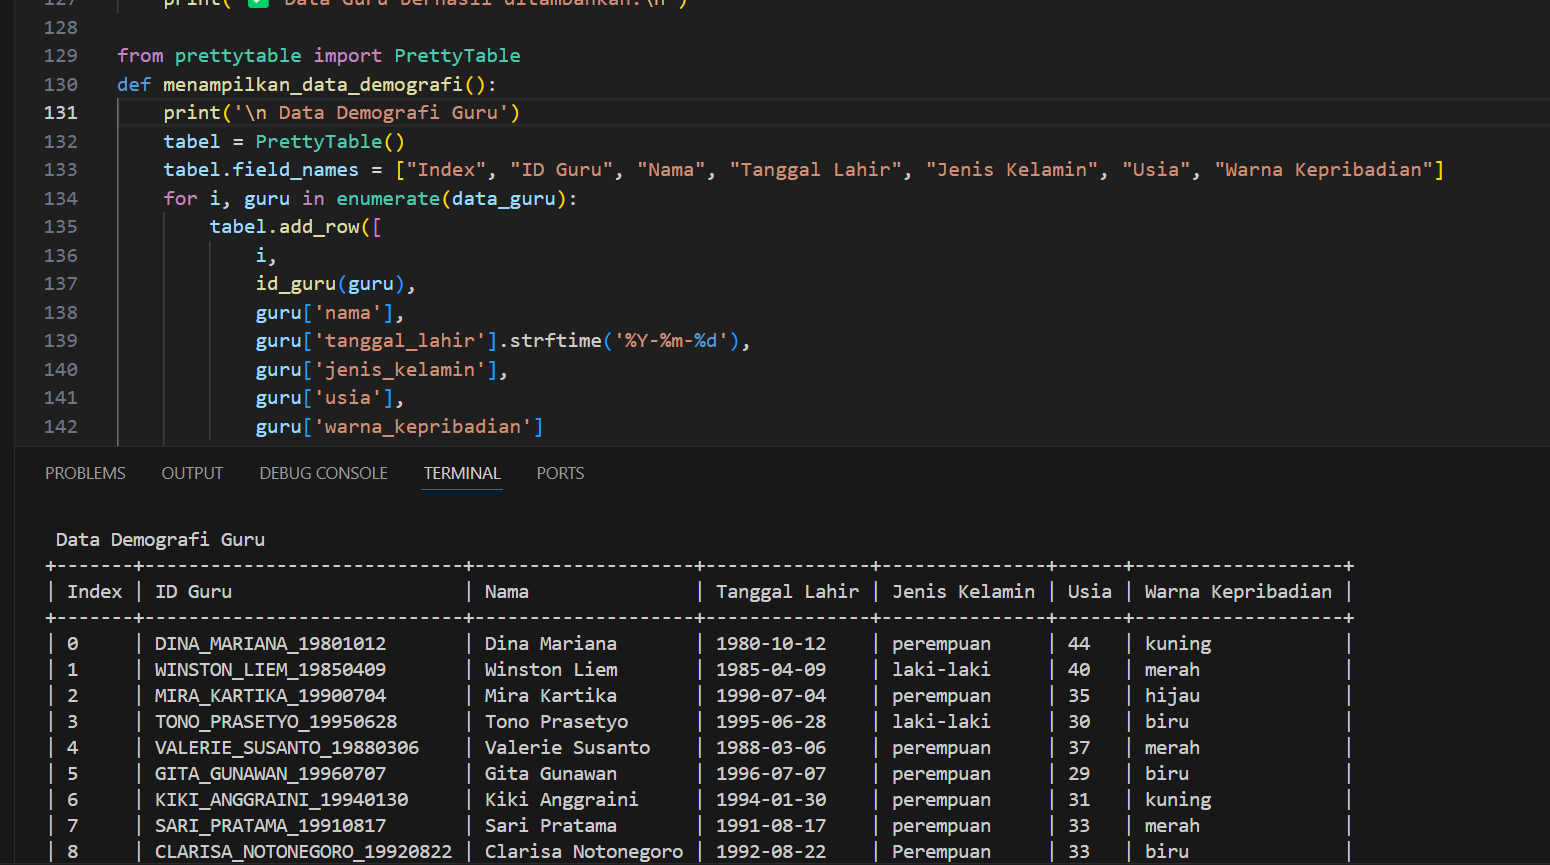 127 print("✅ Data Guru berhasil ditambahkan.\n")
128
129 from prettytable import PrettyTable
130 def menampilkan_data_demografi():
131 print('\n Data Demografi Guru')
132 tabel = PrettyTable()
133 tabel.field_names = ["Index", "ID Guru", "Nama", "Tanggal Lahir", "Jenis Kelamin", "Usia", "Warna Kepribadian"]
134 for i, guru in enumerate(data_guru):
135 tabel.add_row([
136 i,
137 id_guru(guru),
138 guru['nama'],
139 guru['tanggal_lahir'].strftime('%Y-%m-%d'),
140 guru['jenis_kelamin'],
141 guru['usia'],
142 guru['warna_kepribadian']
PROBLEMS OUTPUT DEBUG CONSOLE TERMINAL PORTS
Data Demografi Guru
+-------+-----------------------------+--------------------+---------------+---------------+------+-------------------+
| Index | ID Guru | Nama | Tanggal Lahir | Jenis Kelamin | Usia | Warna Kepribadian |
+-------+-----------------------------+--------------------+---------------+---------------+------+-------------------+
| 0 | DINA_MARIANA_19801012 | Dina Mariana | 1980-10-12 | perempuan | 44 | kuning |
| 1 | WINSTON_LIEM_19850409 | Winston Liem | 1985-04-09 | laki-laki | 40 | merah |
| 2 | MIRA_KARTIKA_19900704 | Mira Kartika | 1990-07-04 | perempuan | 35 | hijau |
| 3 | TONO_PRASETYO_19950628 | Tono Prasetyo | 1995-06-28 | laki-laki | 30 | biru |
| 4 | VALERIE_SUSANTO_19880306 | Valerie Susanto | 1988-03-06 | perempuan | 37 | merah |
| 5 | GITA_GUNAWAN_19960707 | Gita Gunawan | 1996-07-07 | perempuan | 29 | biru |
| 6 | KIKI_ANGGRAINI_19940130 | Kiki Anggraini | 1994-01-30 | perempuan | 31 | kuning |
| 7 | SARI_PRATAMA_19910817 | Sari Pratama | 1991-08-17 | perempuan | 33 | merah |
| 8 | CLARISA_NOTONEGORO_19920822 | Clarisa Notonegoro | 1992-08-22 | Perempuan | 33 | biru |